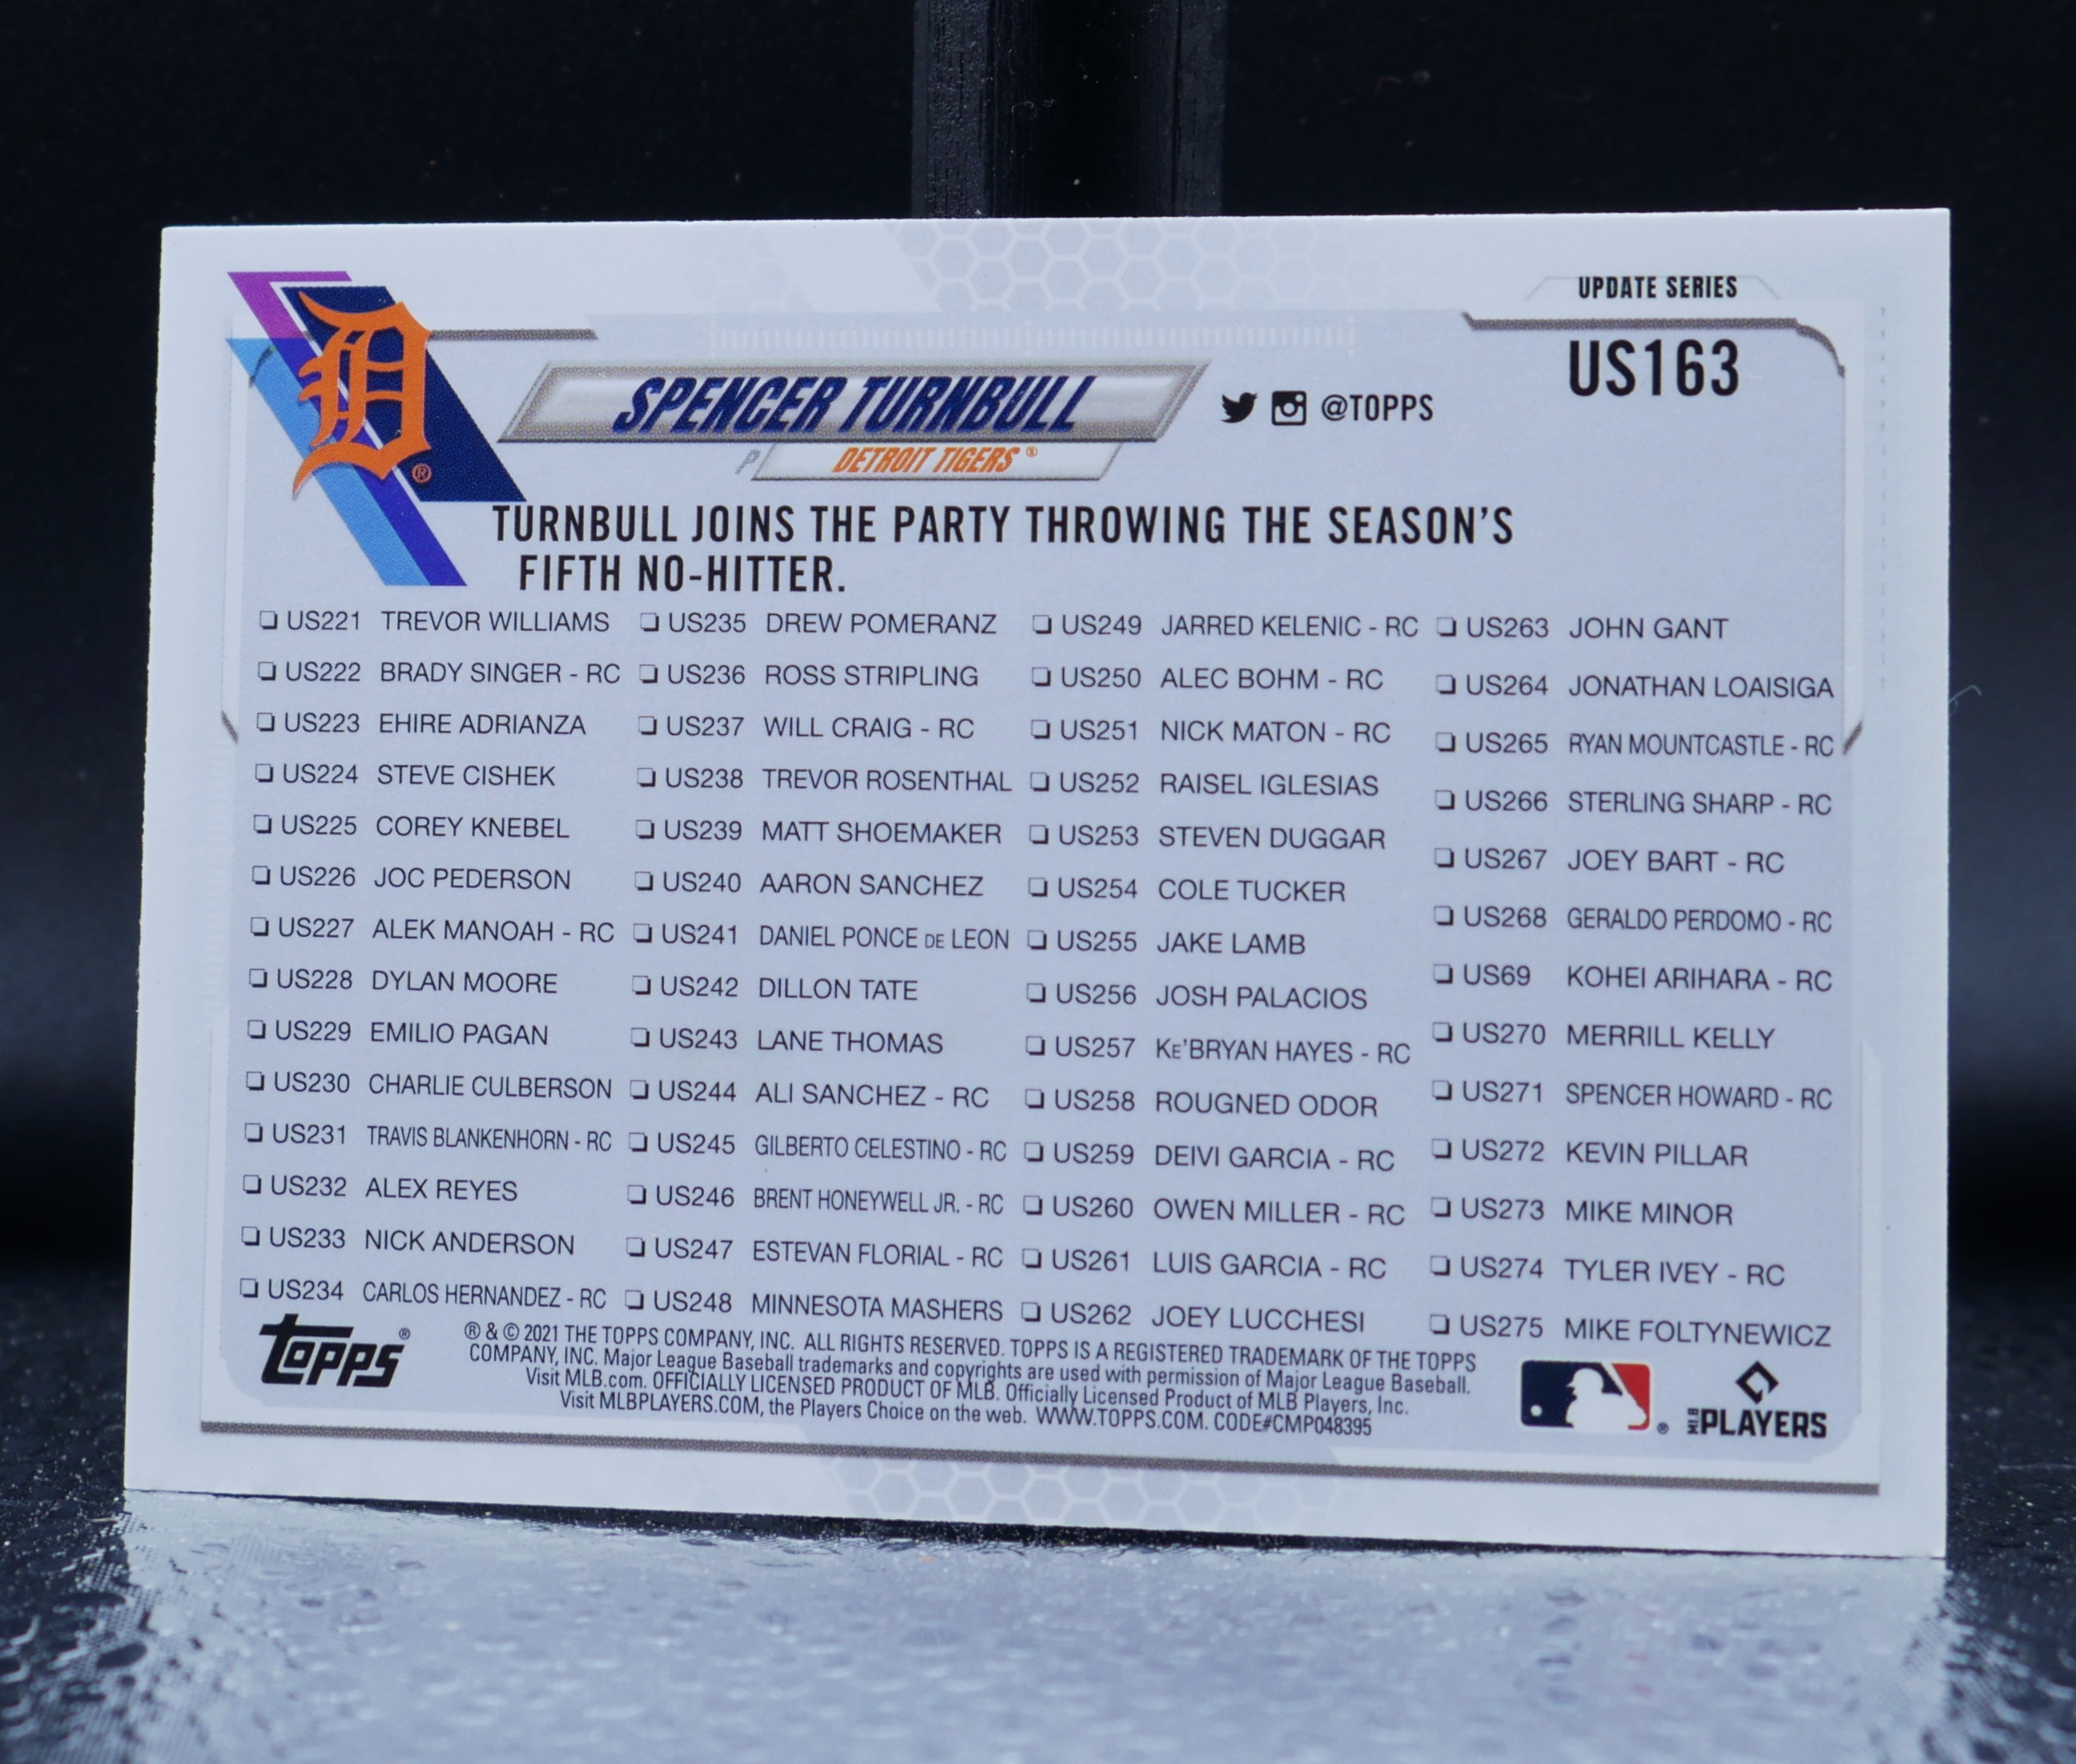 UPDATE SERIES
US163
D ®
SPENCER TURNBULL
@TOPPS
P DETROIT TIGERS ®
TURNBULL JOINS THE PARTY THROWING THE SEASON'S
FIFTH NO-HITTER.
US221 TREVOR WILLIAMS
US222 BRADY SINGER - RC
US223 EHIRE ADRIANZA
US224 STEVE CISHEK
US225 COREY KNEBEL
US226 JOC PEDERSON
US227 ALEK MANOAH - RC
US228 DYLAN MOORE
US229 EMILIO PAGAN
US230 CHARLIE CULBERSON
US231 TRAVIS BLANKENHORN - RC
US232 ALEX REYES
US233 NICK ANDERSON
US234 CARLOS HERNANDEZ - RC
US235 DREW POMERANZ
US236 ROSS STRIPLING
US237 WILL CRAIG - RC
US238 TREVOR ROSENTHAL
US239 MATT SHOEMAKER
US240 AARON SANCHEZ
US241 DANIEL PONCE DE LEON
US242 DILLON TATE
US243 LANE THOMAS
US244 ALI SANCHEZ - RC
US245 GILBERTO CELESTINO - RC
US246 BRENT HONEYWELL JR. - RC
US247 ESTEVAN FLORIAL - RC
US248 MINNESOTA MASHERS
US249 JARRED KELENIC - RC
US250 ALEC BOHM - RC
US251 NICK MATON - RC
US252 RAISEL IGLESIAS
US253 STEVEN DUGGAR
US254 COLE TUCKER
US255 JAKE LAMB
US256 JOSH PALACIOS
US257 KE'BRYAN HAYES - RC
US258 ROUGNED ODOR
US259 DEIVI GARCIA - RC
US260 OWEN MILLER - RC
US261 LUIS GARCIA - RC
US262 JOEY LUCCHESI
US263 JOHN GANT
US264 JONATHAN LOAISIGA
US265 RYAN MOUNTCASTLE - RC
US266 STERLING SHARP - RC
US267 JOEY BART - RC
US268 GERALDO PERDOMO - RC
US69 KOHEI ARIHARA - RC
US270 MERRILL KELLY
US271 SPENCER HOWARD - RC
US272 KEVIN PILLAR
US273 MIKE MINOR
US274 TYLER IVEY - RC
US275 MIKE FOLTYNEWICZ
TOPPS ®
® & © 2021 THE TOPPS COMPANY, INC. ALL RIGHTS RESERVED. TOPPS IS A REGISTERED TRADEMARK OF THE TOPPS
COMPANY, INC. Major League Baseball trademarks and copyrights are used with permission of Major League Baseball.
Visit MLB.com. OFFICIALLY LICENSED PRODUCT OF MLB. Officially Licensed Product of MLB Players, Inc.
Visit MLBPLAYERS.COM, the Players Choice on the web. WWW.TOPPS.COM. CODE#CMP048395
®
MLB PLAYERS